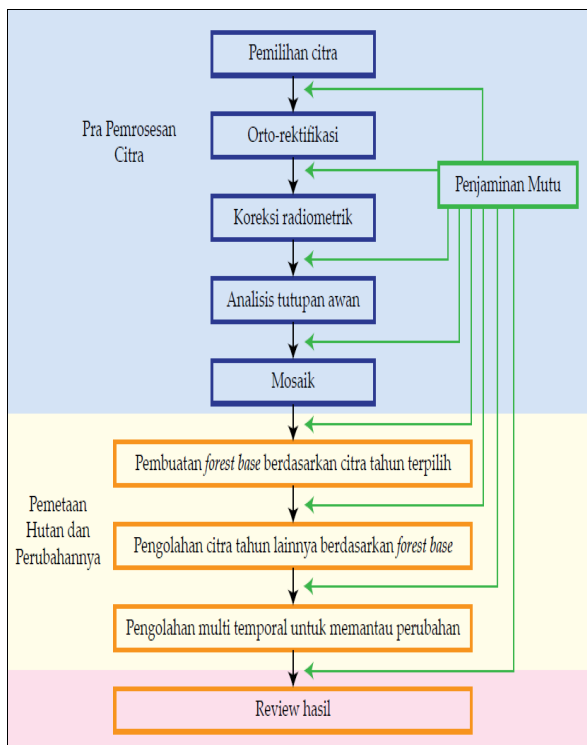 Pemilihan citra
Pra Pemrosesan
Citra
Orto-rektifikasi
Penjaminan Mutu
Koreksi radiometrik
Analisis tutupan awan
Mosaik
Pembuatan forest base berdasarkan citra tahun terpilih
Pemetaan
Hutan dan
Perubahannya
Pengolahan citra tahun lainnya berdasarkan forest base
Pengolahan multi temporal untuk memantau perubahan
Review hasil